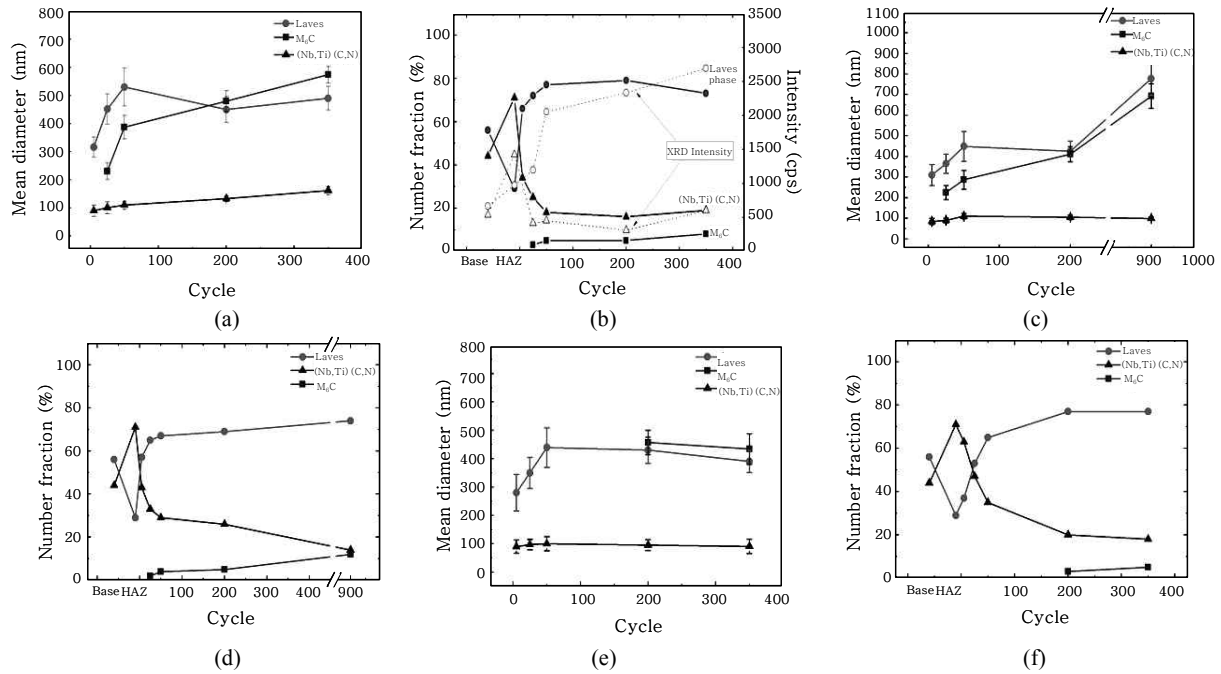 800
700
600
500
400
300
200
100
0
Mean diameter (nm)
Laves
M₆C
(Nb,Ti)(C,N)
0 100 200 300 400
Cycle
(a)
100
80
60
40
20
0
Number fraction (%)
Laves
M₆C
(Nb,Ti)(C,N)
3500
3000
2500
2000
1500
1000
500
0
Intensity (cps)
Laves
phase
XRD Intensity
(Nb,Ti)(C,N)
M₆C
Base HAZ 100 200 300 400
Cycle
(b)
1100
1000
900
800
700
600
500
400
300
200
100
0
Mean diameter (nm)
Laves
M₆C
(Nb,Ti)(C,N)
0 100 200 900 1000
Cycle
(c)
100
80
60
40
20
0
Number fraction (%)
Laves
(Nb,Ti)(C,N)
M₆C
Base HAZ 100 200 900
Cycle
(d)
800
700
600
500
400
300
200
100
0
Mean diameter (nm)
Laves
M₆C
(Nb,Ti)(C,N)
0 100 200 300 400
Cycle
(e)
100
80
60
40
20
0
Number fraction (%)
Laves
(Nb,Ti)(C,N)
M₆C
Base HAZ 100 200 300 400
Cycle
(f)